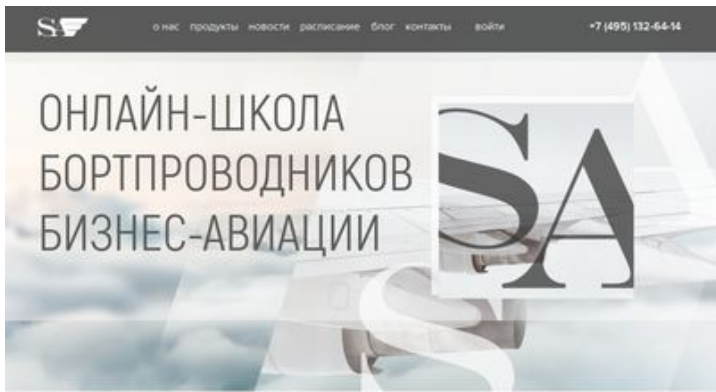 SA
о нас продукты новости расписание блог контакты войти +7 (495) 132-64-14
ОНЛАЙН-ШКОЛА
БОРТПРОВОДНИКОВ
БИЗНЕС-АВИАЦИИ
SA
S
A